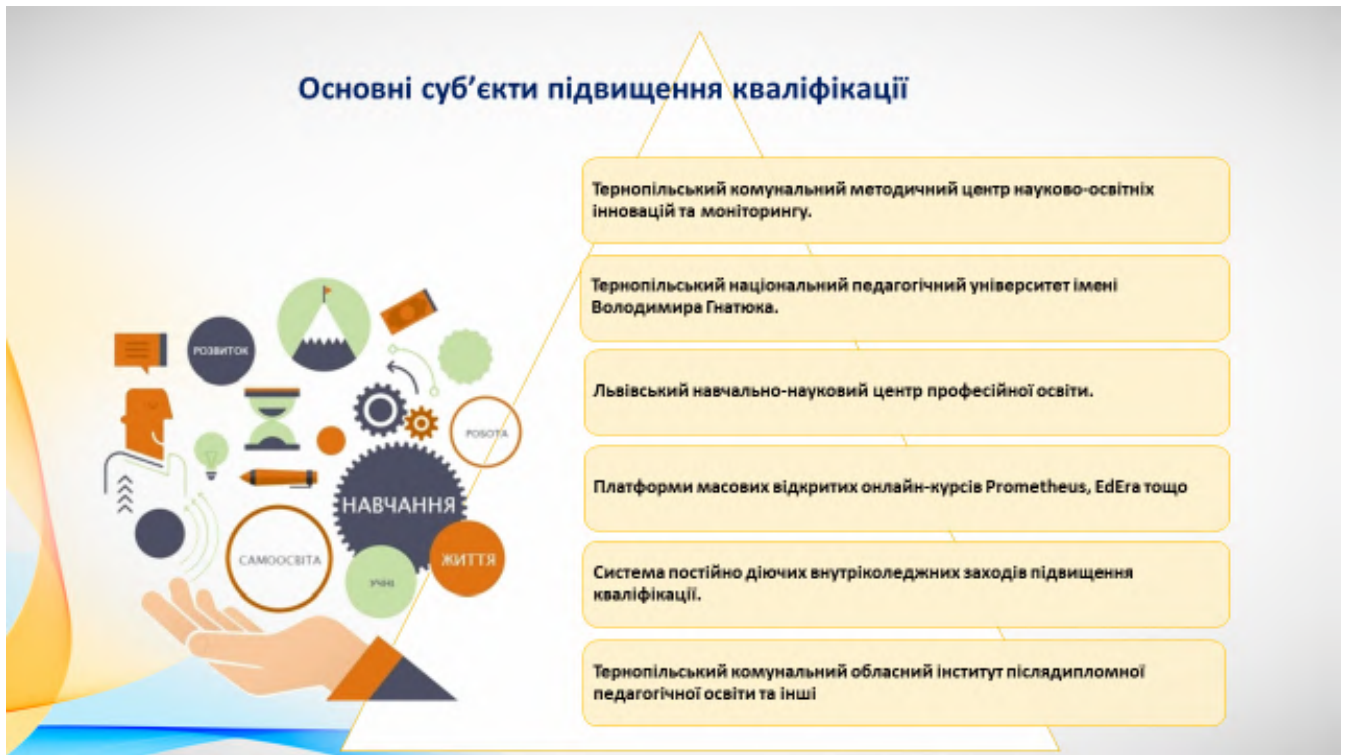 Основні суб’єкти підвищення кваліфікації
Тернопільський комунальний методичний центр науково-освітніх
інновацій та моніторингу.
Тернопільський національний педагогічний університет імені
Володимира Гнатюка.
Львівський навчально-науковий центр професійної освіти.
Платформи масових відкритих онлайн-курсів Prometheus, EdEra тощо
Система постійно діючих внутріколеджних заходів підвищення
кваліфікації.
Тернопільський комунальний обласний інститут післядипломної
педагогічної освіти та інші
РОЗВИТОК
РОБОТА
НАВЧАННЯ
САМООСВІТА
ЖИТТЯ
УЧНІ